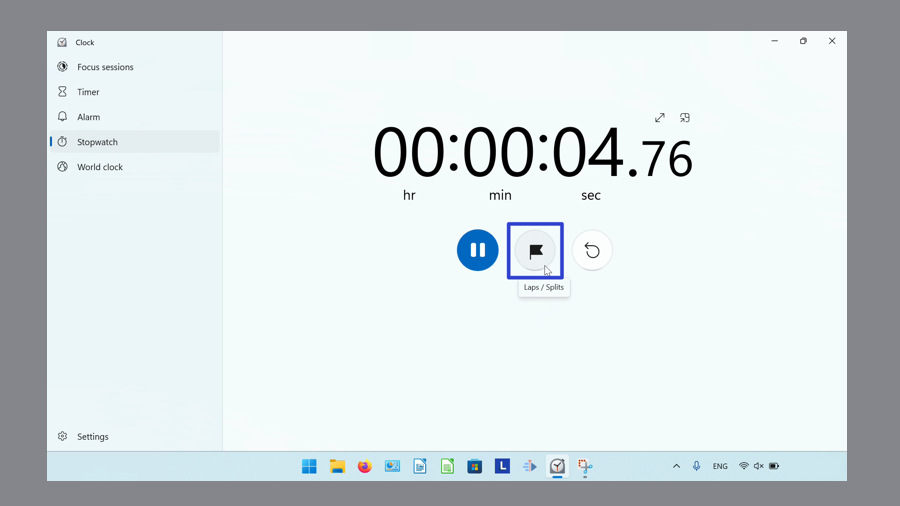 Clock
Focus sessions
Timer
Alarm
Stopwatch
World clock
00:00:04.76
hr min sec
Laps / Splits
Settings
L
ENG